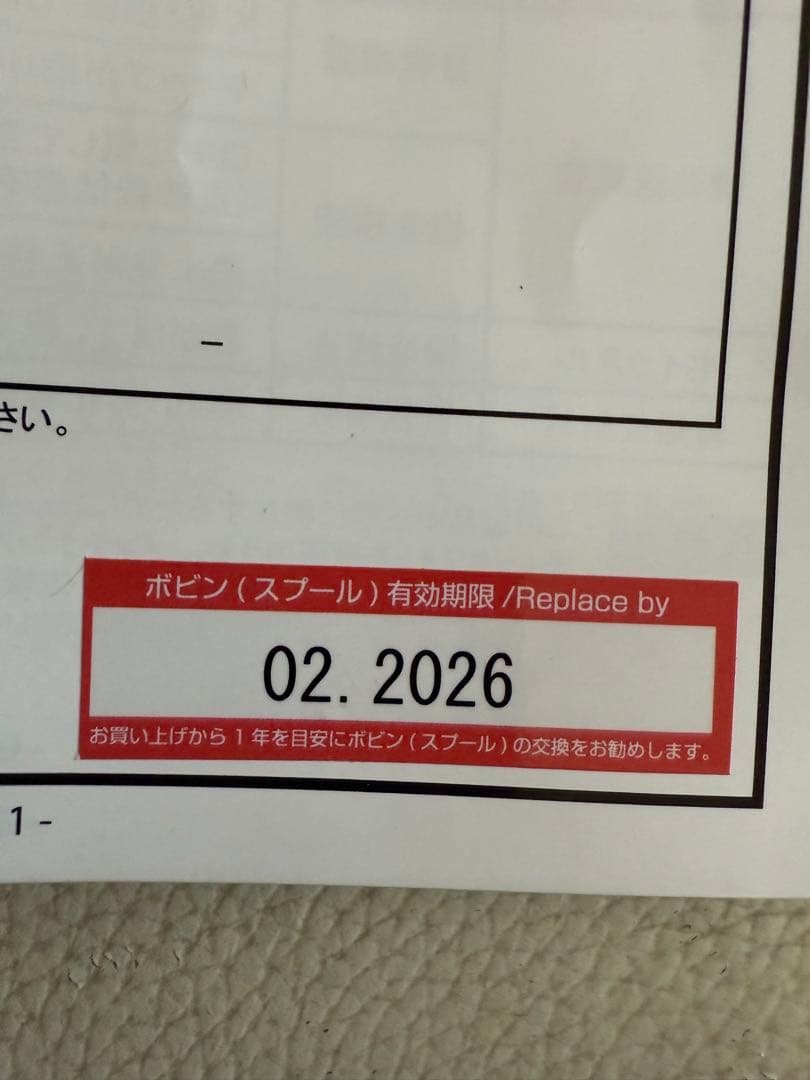 –
さい。
ボビン(スプール)有効期限/Replace by
02. 2026
お買い上げから1年を目安にボビン(スプール)の交換をお勧めします。
1 -